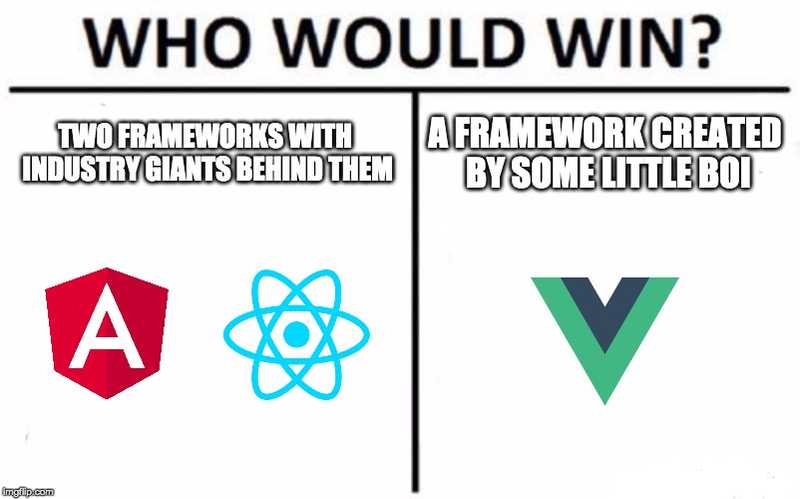 WHO WOULD WIN?
TWO FRAMEWORKS WITH
INDUSTRY GIANTS BEHIND THEM
A FRAMEWORK CREATED
BY SOME LITTLE BOI
A
imgflip.com